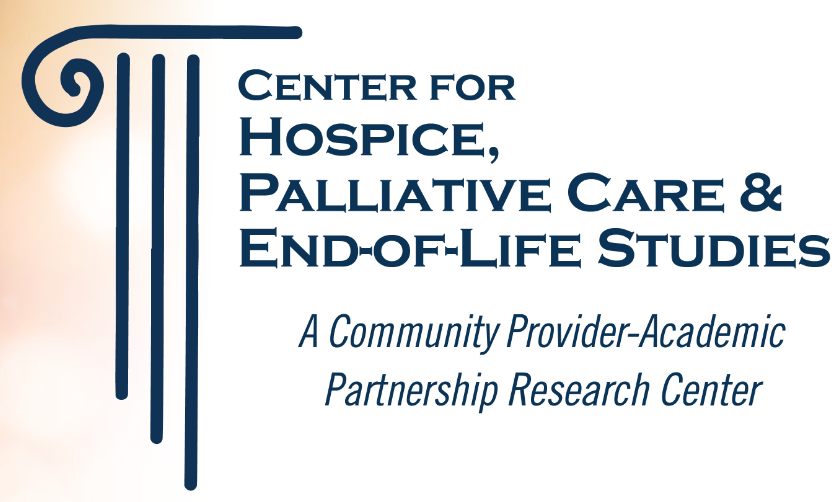 Center for
Hospice,
Palliative Care &
End-of-Life Studies
A Community Provider-Academic
Partnership Research Center